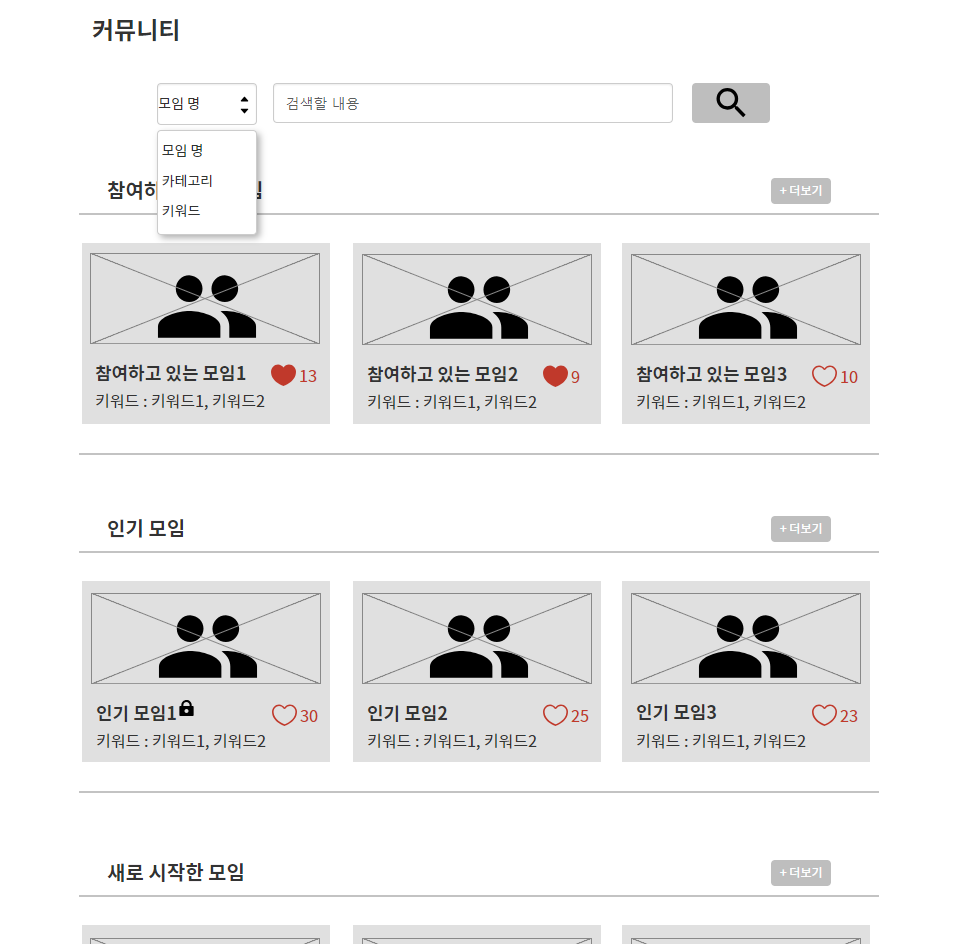 커뮤니티
모임 명
검색할 내용
모임 명
카테고리
키워드
참여하
+ 더보기
참여하고 있는 모임1 13
키워드 : 키워드1, 키워드2
참여하고 있는 모임2 9
키워드 : 키워드1, 키워드2
참여하고 있는 모임3 10
키워드 : 키워드1, 키워드2
인기 모임
+ 더보기
인기 모임1 30
키워드 : 키워드1, 키워드2
인기 모임2 25
키워드 : 키워드1, 키워드2
인기 모임3 23
키워드 : 키워드1, 키워드2
새로 시작한 모임
+ 더보기